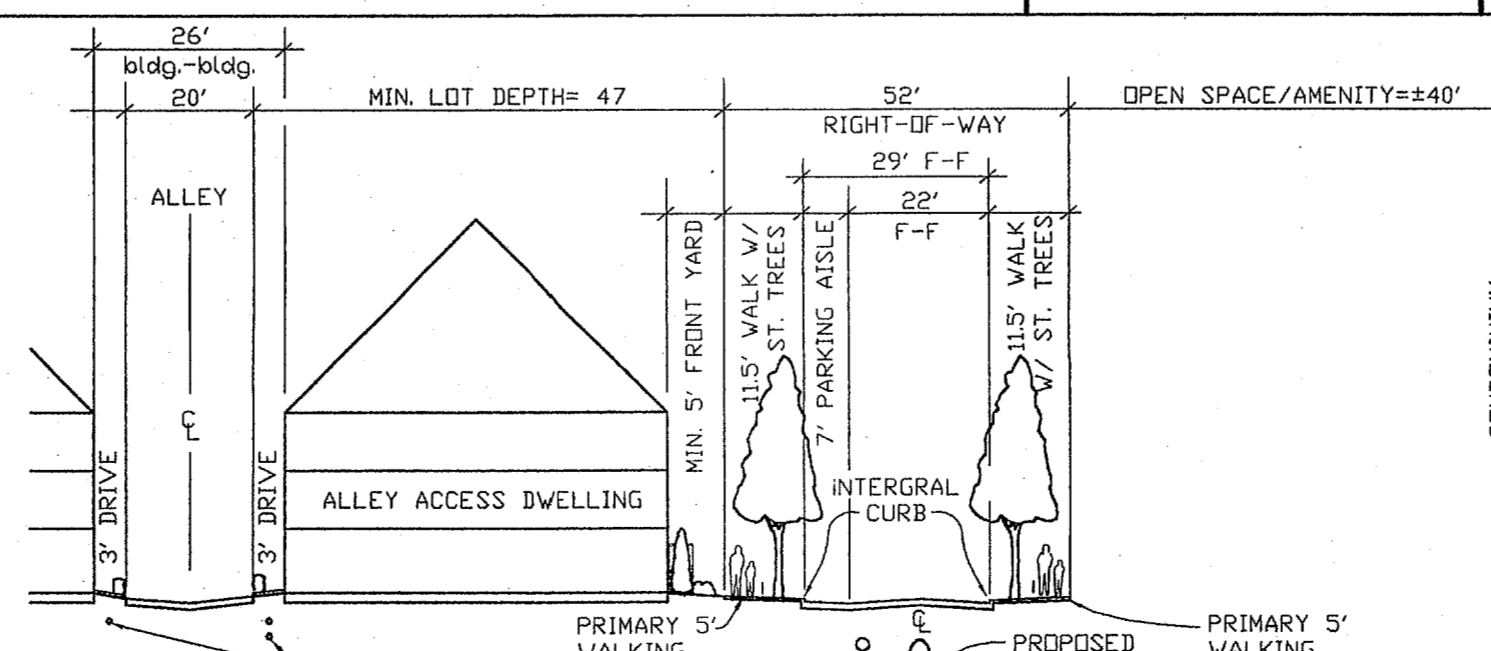 26'
bldg.-bldg.
20'
MIN. LOT DEPTH= 47
52'
OPEN SPACE/AMENITY=±40'
RIGHT-OF-WAY
29' F-F
22'
F-F
ALLEY
MIN. 5' FRONT YARD
11.5' WALK W/
ST. TREES
7' PARKING AISLE
11.5' WALK
W/ ST. TREES
℄
3' DRIVE
3' DRIVE
ALLEY ACCESS DWELLING
INTERGRAL
CURB
℄
PRIMARY 5'
WALKING
PROPOSED
PRIMARY 5'
WALKING